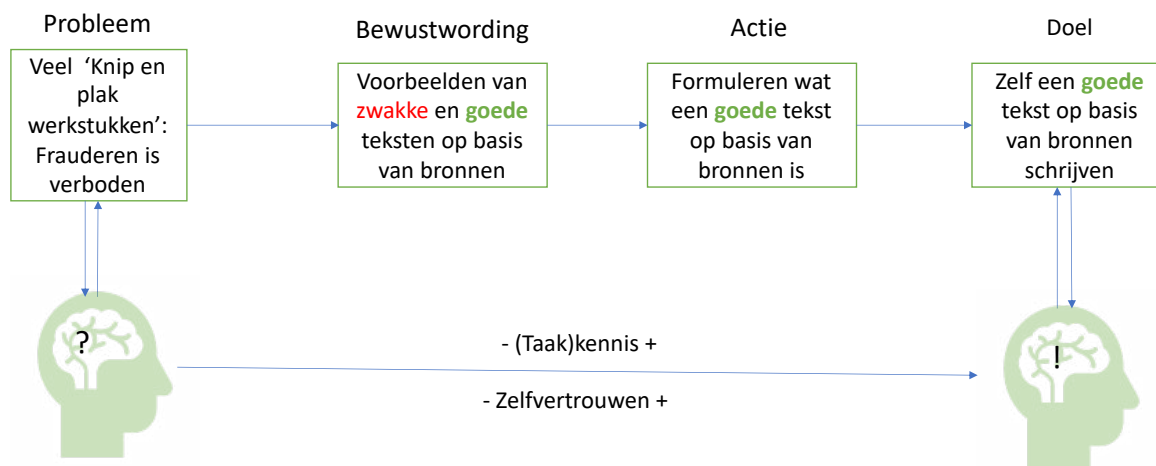 Probleem
Veel 'Knip en
plak
werkstukken':
Frauderen is
verboden
Bewustwording
Voorbeelden van
zwakke en goede
teksten op basis
van bronnen
Actie
Formuleren wat
een goede tekst
op basis van
bronnen is
Doel
Zelf een goede
tekst op basis
van bronnen
schrijven
?
- (Taak)kennis +
- Zelfvertrouwen +
!